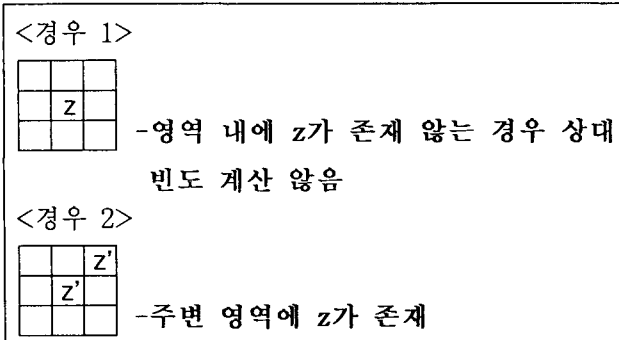 <경우 1>
z
-영역 내에 z가 존재 않는 경우 상대
빈도 계산 않음
<경우 2>
z'
z'
-주변 영역에 z가 존재